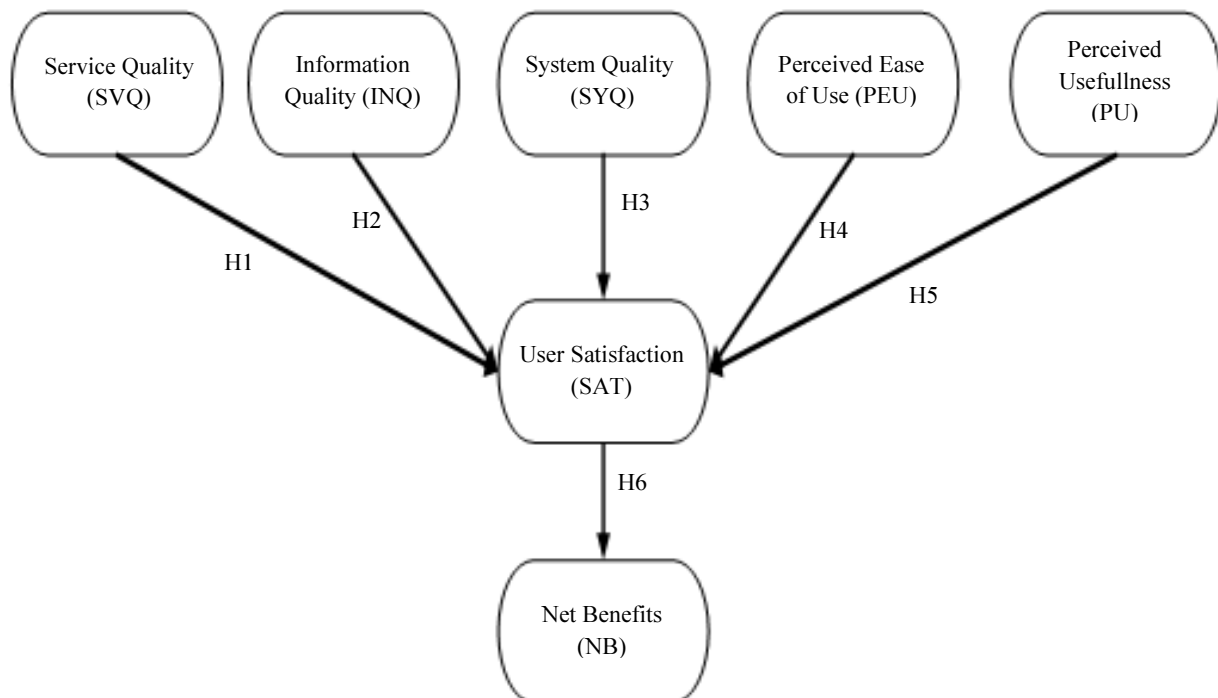 Service Quality
(SVQ)
Information
Quality (INQ)
System Quality
(SYQ)
Perceived Ease
of Use (PEU)
Perceived
Usefullness
(PU)
H1
H2
H3
H4
H5
User Satisfaction
(SAT)
H6
Net Benefits
(NB)